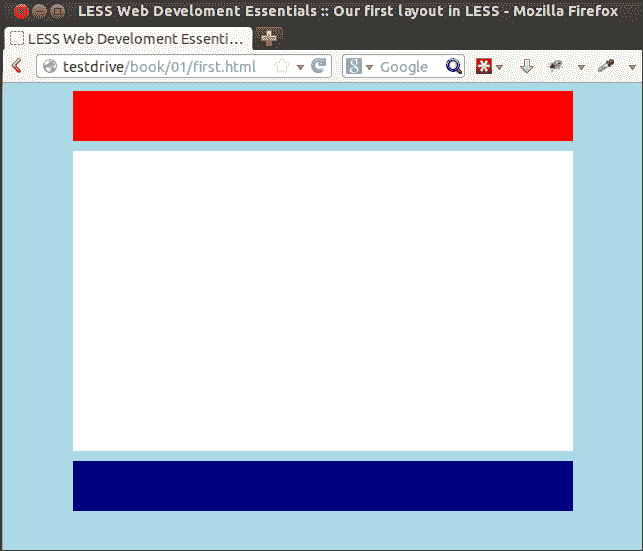 LESS Web Develoment Essentials :: Our first layout in LESS - Mozilla Firefox
LESS Web Develoment Essenti...
testdrive/book/01/first.html
Google